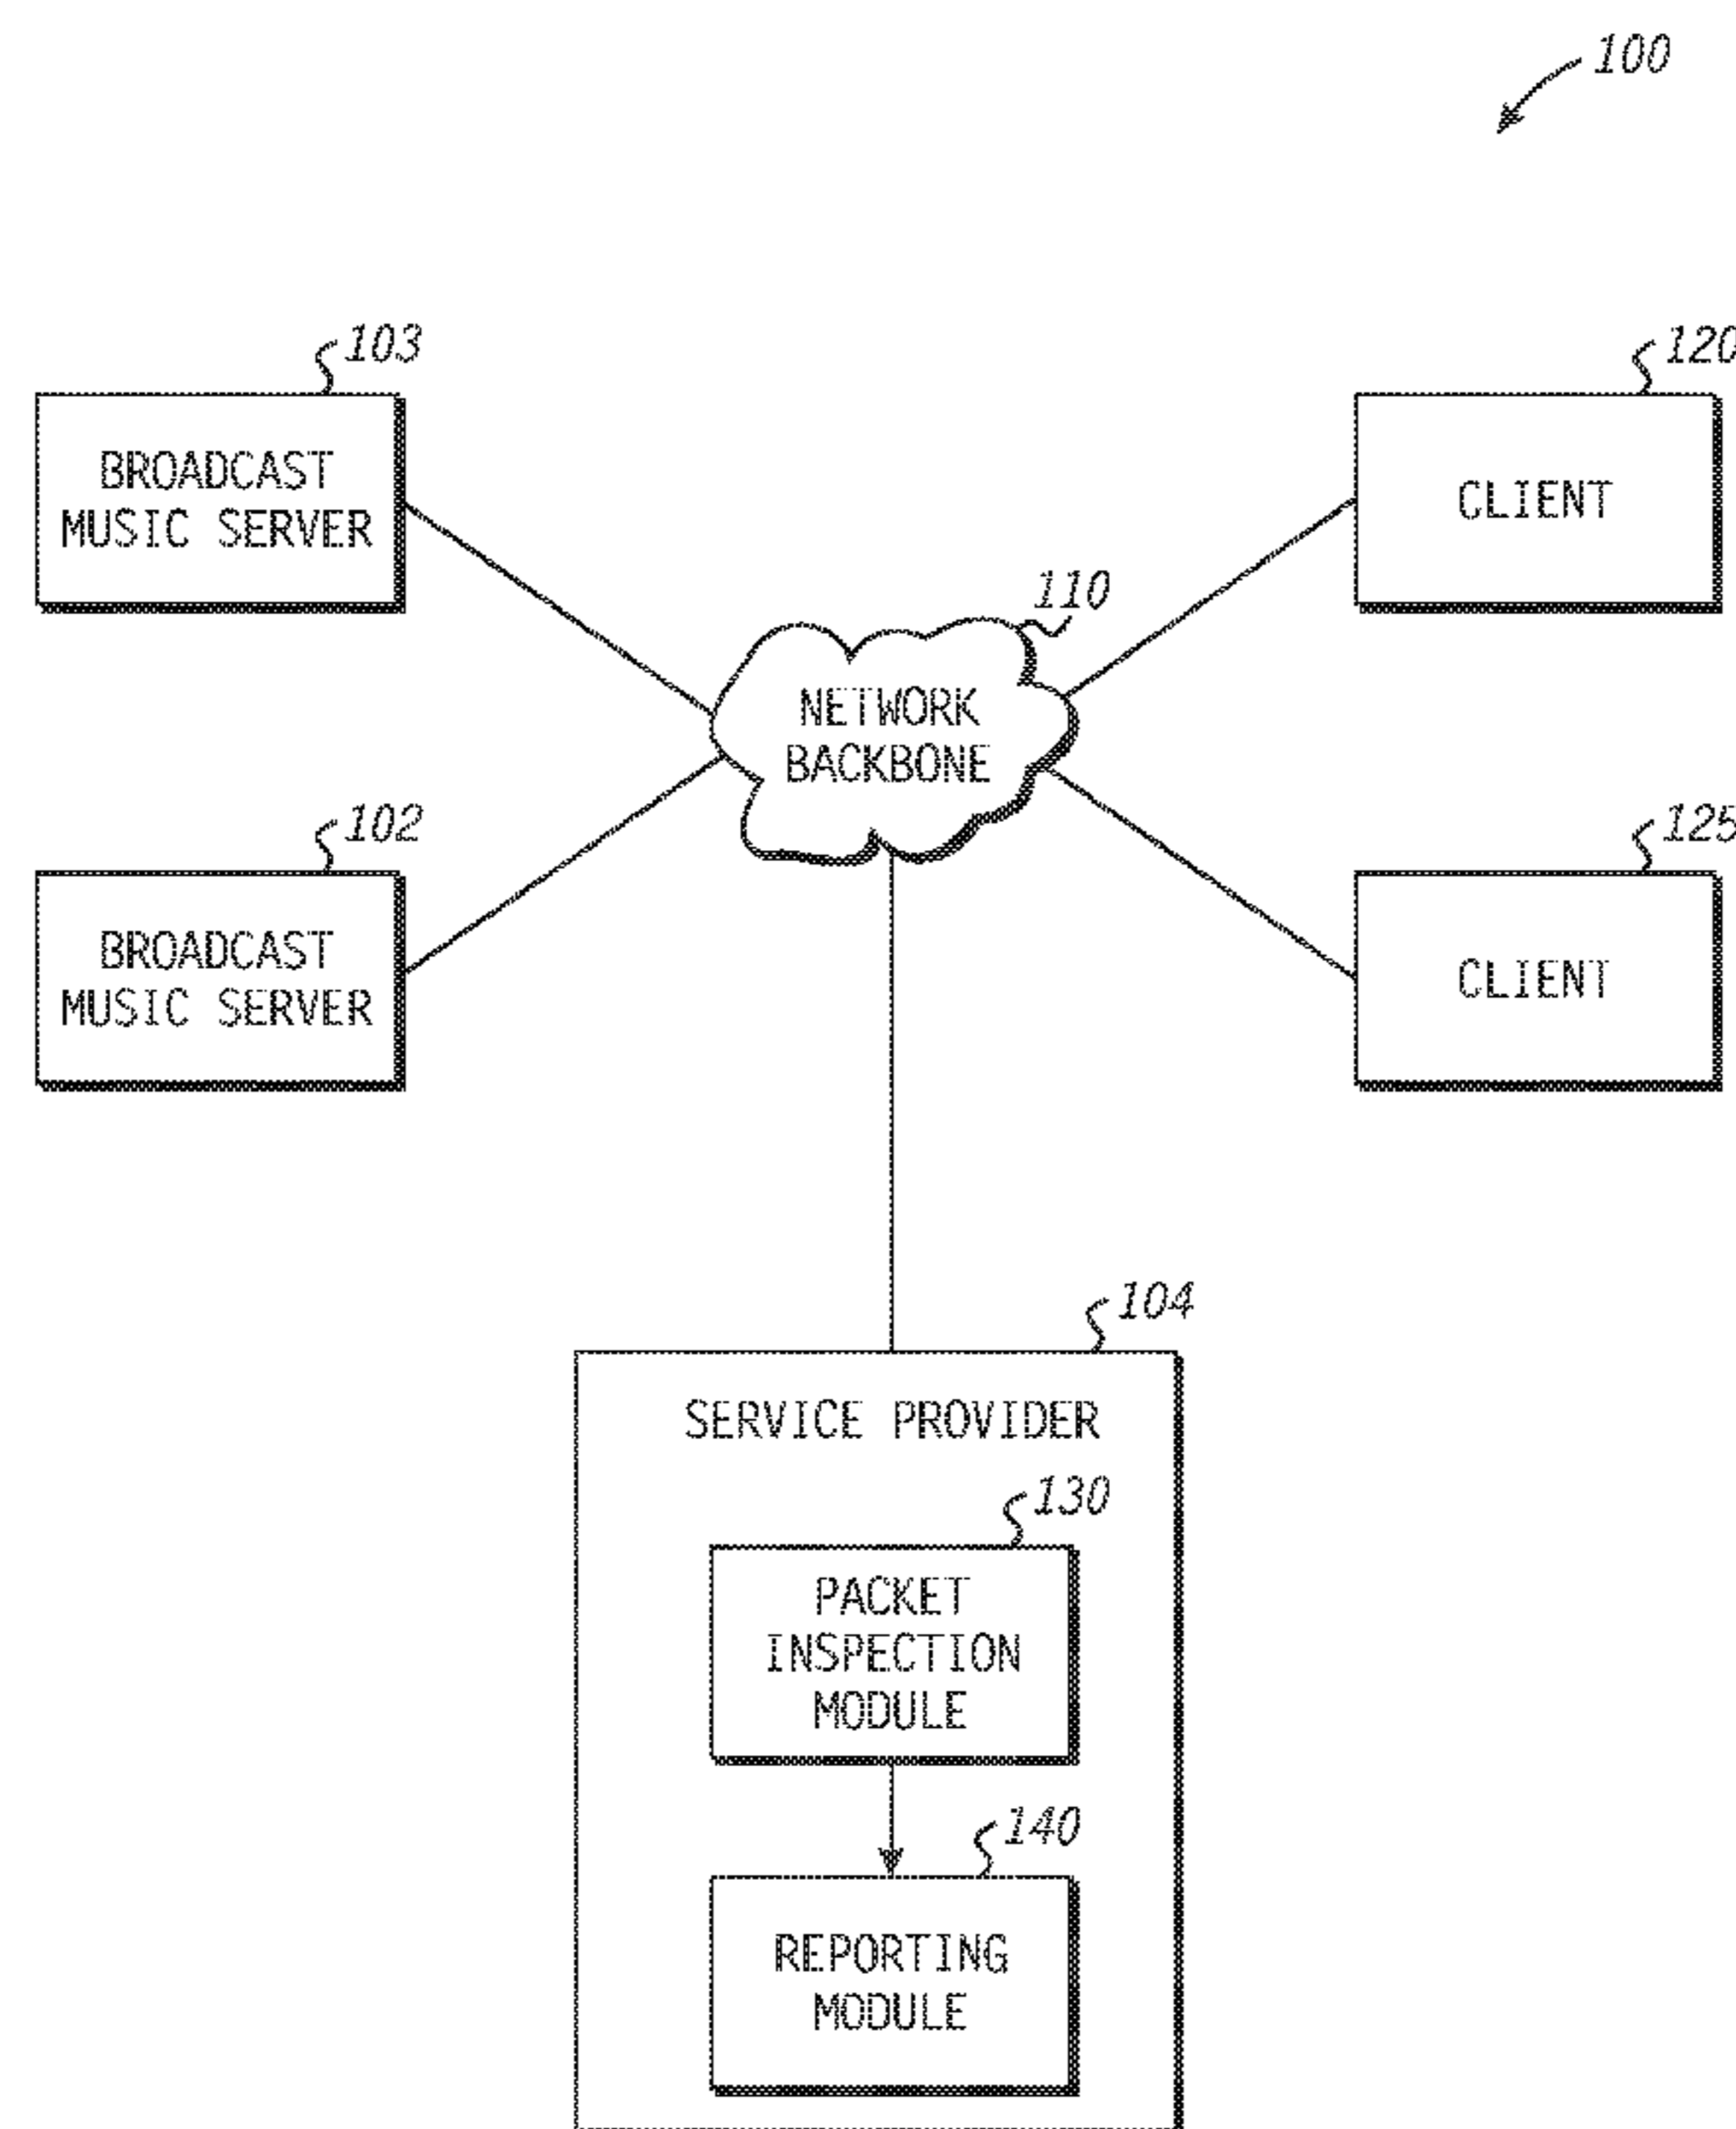 100
103
BROADCAST
MUSIC SERVER
120
CLIENT
110
NETWORK
BACKBONE
102
BROADCAST
MUSIC SERVER
125
CLIENT
104
SERVICE PROVIDER
130
PACKET
INSPECTION
MODULE
140
REPORTING
MODULE